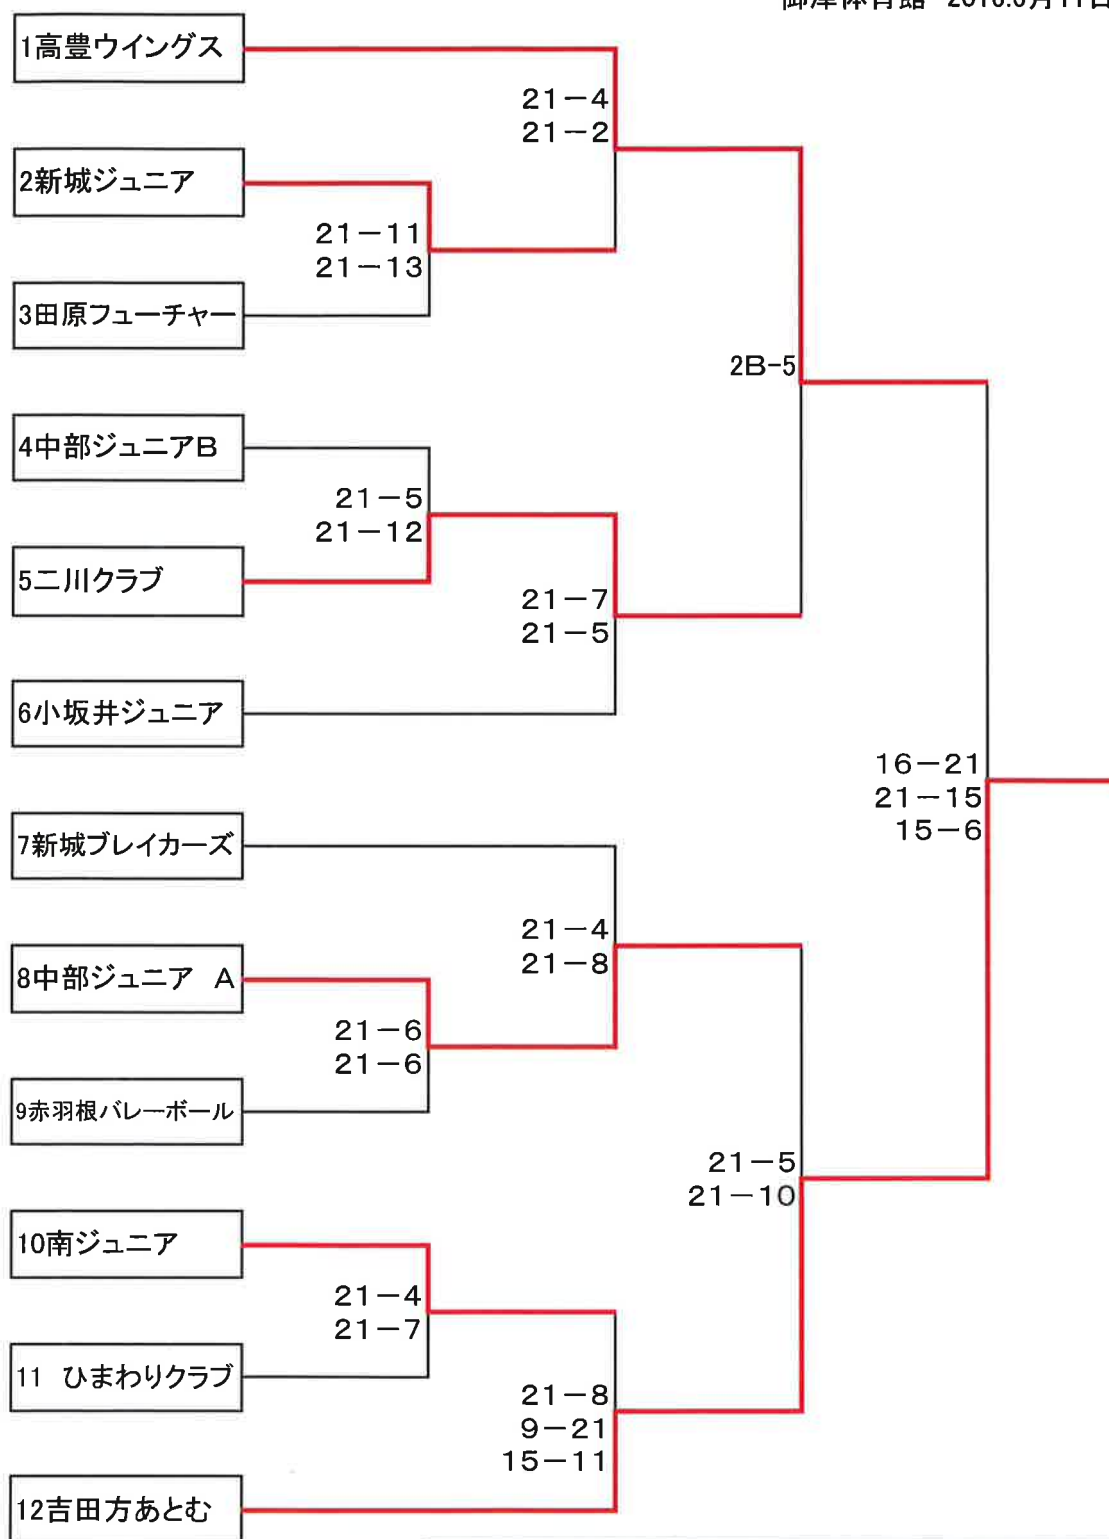 1高豊ウイングス
21-4
21-2
2新城ジュニア
21-11
21-13
3田原フューチャー
2B-5
4中部ジュニアB
21-5
21-12
5二川クラブ
21-7
21-5
6小坂井ジュニア
16-21
21-15
15-6
7新城ブレイカーズ
21-4
21-8
8中部ジュニア A
21-6
21-6
9赤羽根バレーボール
21-5
21-10
10南ジュニア
21-4
21-7
11 ひまわりクラブ
21-8
9-21
15-11
12吉田方あとむ